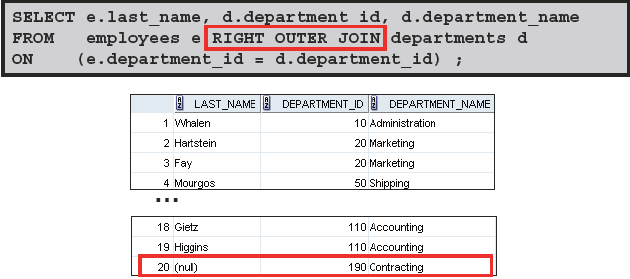 SELECT e.last_name, d.department_id, d.department_name
FROM employees e RIGHT OUTER JOIN departments d
ON (e.department_id = d.department_id) ;
LAST_NAME DEPARTMENT_ID DEPARTMENT_NAME
1 Whalen 10 Administration
2 Hartstein 20 Marketing
3 Fay 20 Marketing
4 Mourgos 50 Shipping
...
18 Gietz 110 Accounting
19 Higgins 110 Accounting
20 (null) 190 Contracting